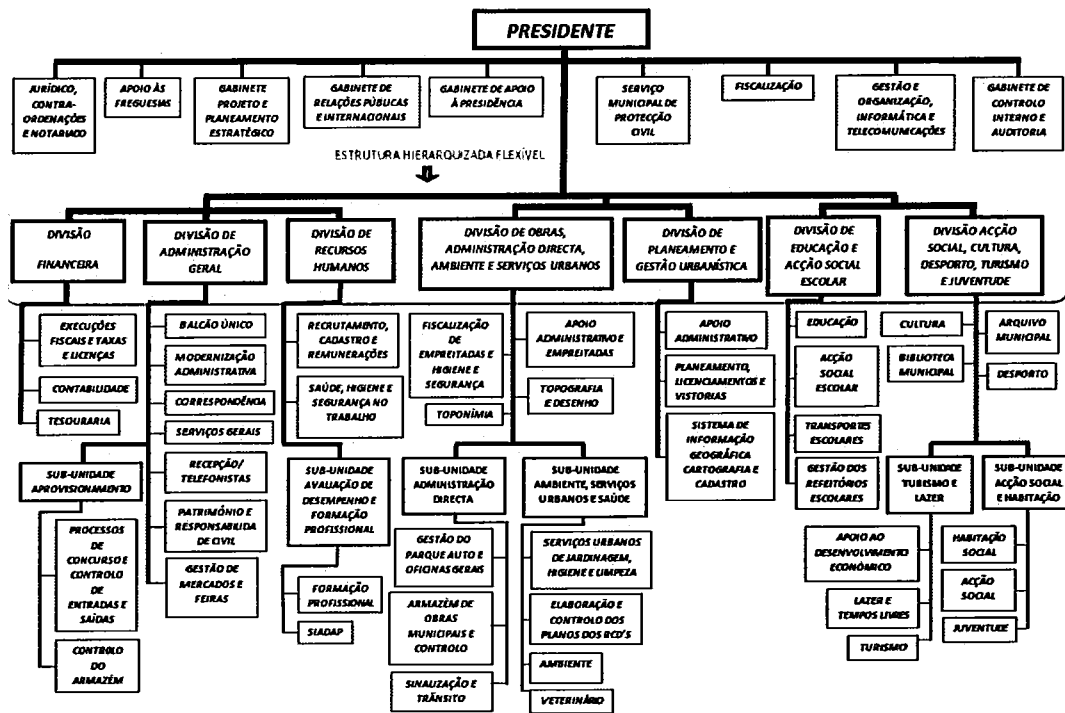 PRESIDENTE
JURÍDICO,
CONTRA-
ORDENAÇÕES
E NOTARIADO
APOIO ÀS
FREGUESIAS
GABINETE
PROJETO E
PLANEAMENTO
ESTRATÉGICO
GABINETE DE
RELAÇÕES PÚBLICAS
E INTERNACIONAIS
GABINETE DE APOIO
À PRESIDÊNCIA
SERVIÇO
MUNICIPAL DE
PROTECÇÃO
CIVIL
FISCALIZAÇÃO
GESTÃO E
ORGANIZAÇÃO,
INFORMÁTICA E
TELECOMUNICAÇÕES
GABINETE DE
CONTROLO
INTERNO E
AUDITORIA
ESTRUTURA HIERARQUIZADA FLEXÍVEL
DIVISÃO
FINANCEIRA
DIVISÃO DE
ADMINISTRAÇÃO
GERAL
DIVISÃO DE
RECURSOS
HUMANOS
DIVISÃO DE OBRAS,
ADMINISTRAÇÃO DIRECTA,
AMBIENTE E SERVIÇOS URBANOS
DIVISÃO DE
PLANEAMENTO E
GESTÃO URBANÍSTICA
DIVISÃO DE
EDUCAÇÃO E
ACÇÃO SOCIAL
ESCOLAR
DIVISÃO ACÇÃO
SOCIAL, CULTURA,
DESPORTO, TURISMO
E JUVENTUDE
EXECUÇÕES
FISCAIS E TAXAS
E LICENÇAS
CONTABILIDADE
TESOURARIA
SUB-UNIDADE
APROVISIONAMENTO
PROCESSOS
DE
CONCURSO E
CONTROLO
DE
ENTRADAS E
SAÍDAS
CONTROLO
DO
ARMAZÉM
BALCÃO ÚNICO
MODERNIZAÇÃO
ADMINISTRATIVA
CORRESPONDÊNCIA
SERVIÇOS GERAIS
RECEPÇÃO/
TELEFONISTAS
PATRIMÓNIO E
RESPONSABILIDA
DE CIVIL
GESTÃO DE
MERCADOS E
FEIRAS
RECRUTAMENTO,
CADASTRO E
REMUNERAÇÕES
SAÚDE, HIGIENE E
SEGURANÇA NO
TRABALHO
SUB-UNIDADE
AVALIAÇÃO DE
DESEMPENHO E
FORMAÇÃO
PROFISSIONAL
FORMAÇÃO
PROFISSIONAL
SIADAP
FISCALIZAÇÃO
DE
EMPREITADAS E
HIGIENE E
SEGURANÇA
TOPONÍMIA
APOIO
ADMINISTRATIVO E
EMPREITADAS
TOPOGRAFIA
E DESENHO
SUB-UNIDADE
ADMINISTRAÇÃO
DIRECTA
GESTÃO DO
PARQUE AUTO E
OFICINAS GERAIS
ARMAZÉM DE
OBRAS
MUNICIPAIS E
CONTROLO
SINALIZAÇÃO E
TRÂNSITO
SUB-UNIDADE
AMBIENTE, SERVIÇOS
URBANOS E SAÚDE
SERVIÇOS URBANOS
DE JARDINAGEM,
HIGIENE E LIMPEZA
ELABORAÇÃO E
CONTROLO DOS
PLANOS DOS RCD'S
AMBIENTE
VETERINÁRIO
APOIO
ADMINISTRATIVO
PLANEAMENTO,
LICENCIAMENTOS E
VISTORIAS
SISTEMA DE
INFORMAÇÃO
GEOGRÁFICA
CARTOGRAFIA E
CADASTRO
EDUCAÇÃO
ACÇÃO
SOCIAL
ESCOLAR
TRANSPORTES
ESCOLARES
GESTÃO DOS
REFEITÓRIOS
ESCOLARES
CULTURA
BIBLIOTECA
MUNICIPAL
ARQUIVO
MUNICIPAL
DESPORTO
SUB-UNIDADE
TURISMO E
LAZER
APOIO AO
DESENVOLVIMENTO
ECONÓMICO
LAZER E
TEMPOS LIVRES
TURISMO
SUB-UNIDADE
ACÇÃO SOCIAL
E HABITAÇÃO
HABITAÇÃO
SOCIAL
ACÇÃO
SOCIAL
JUVENTUDE